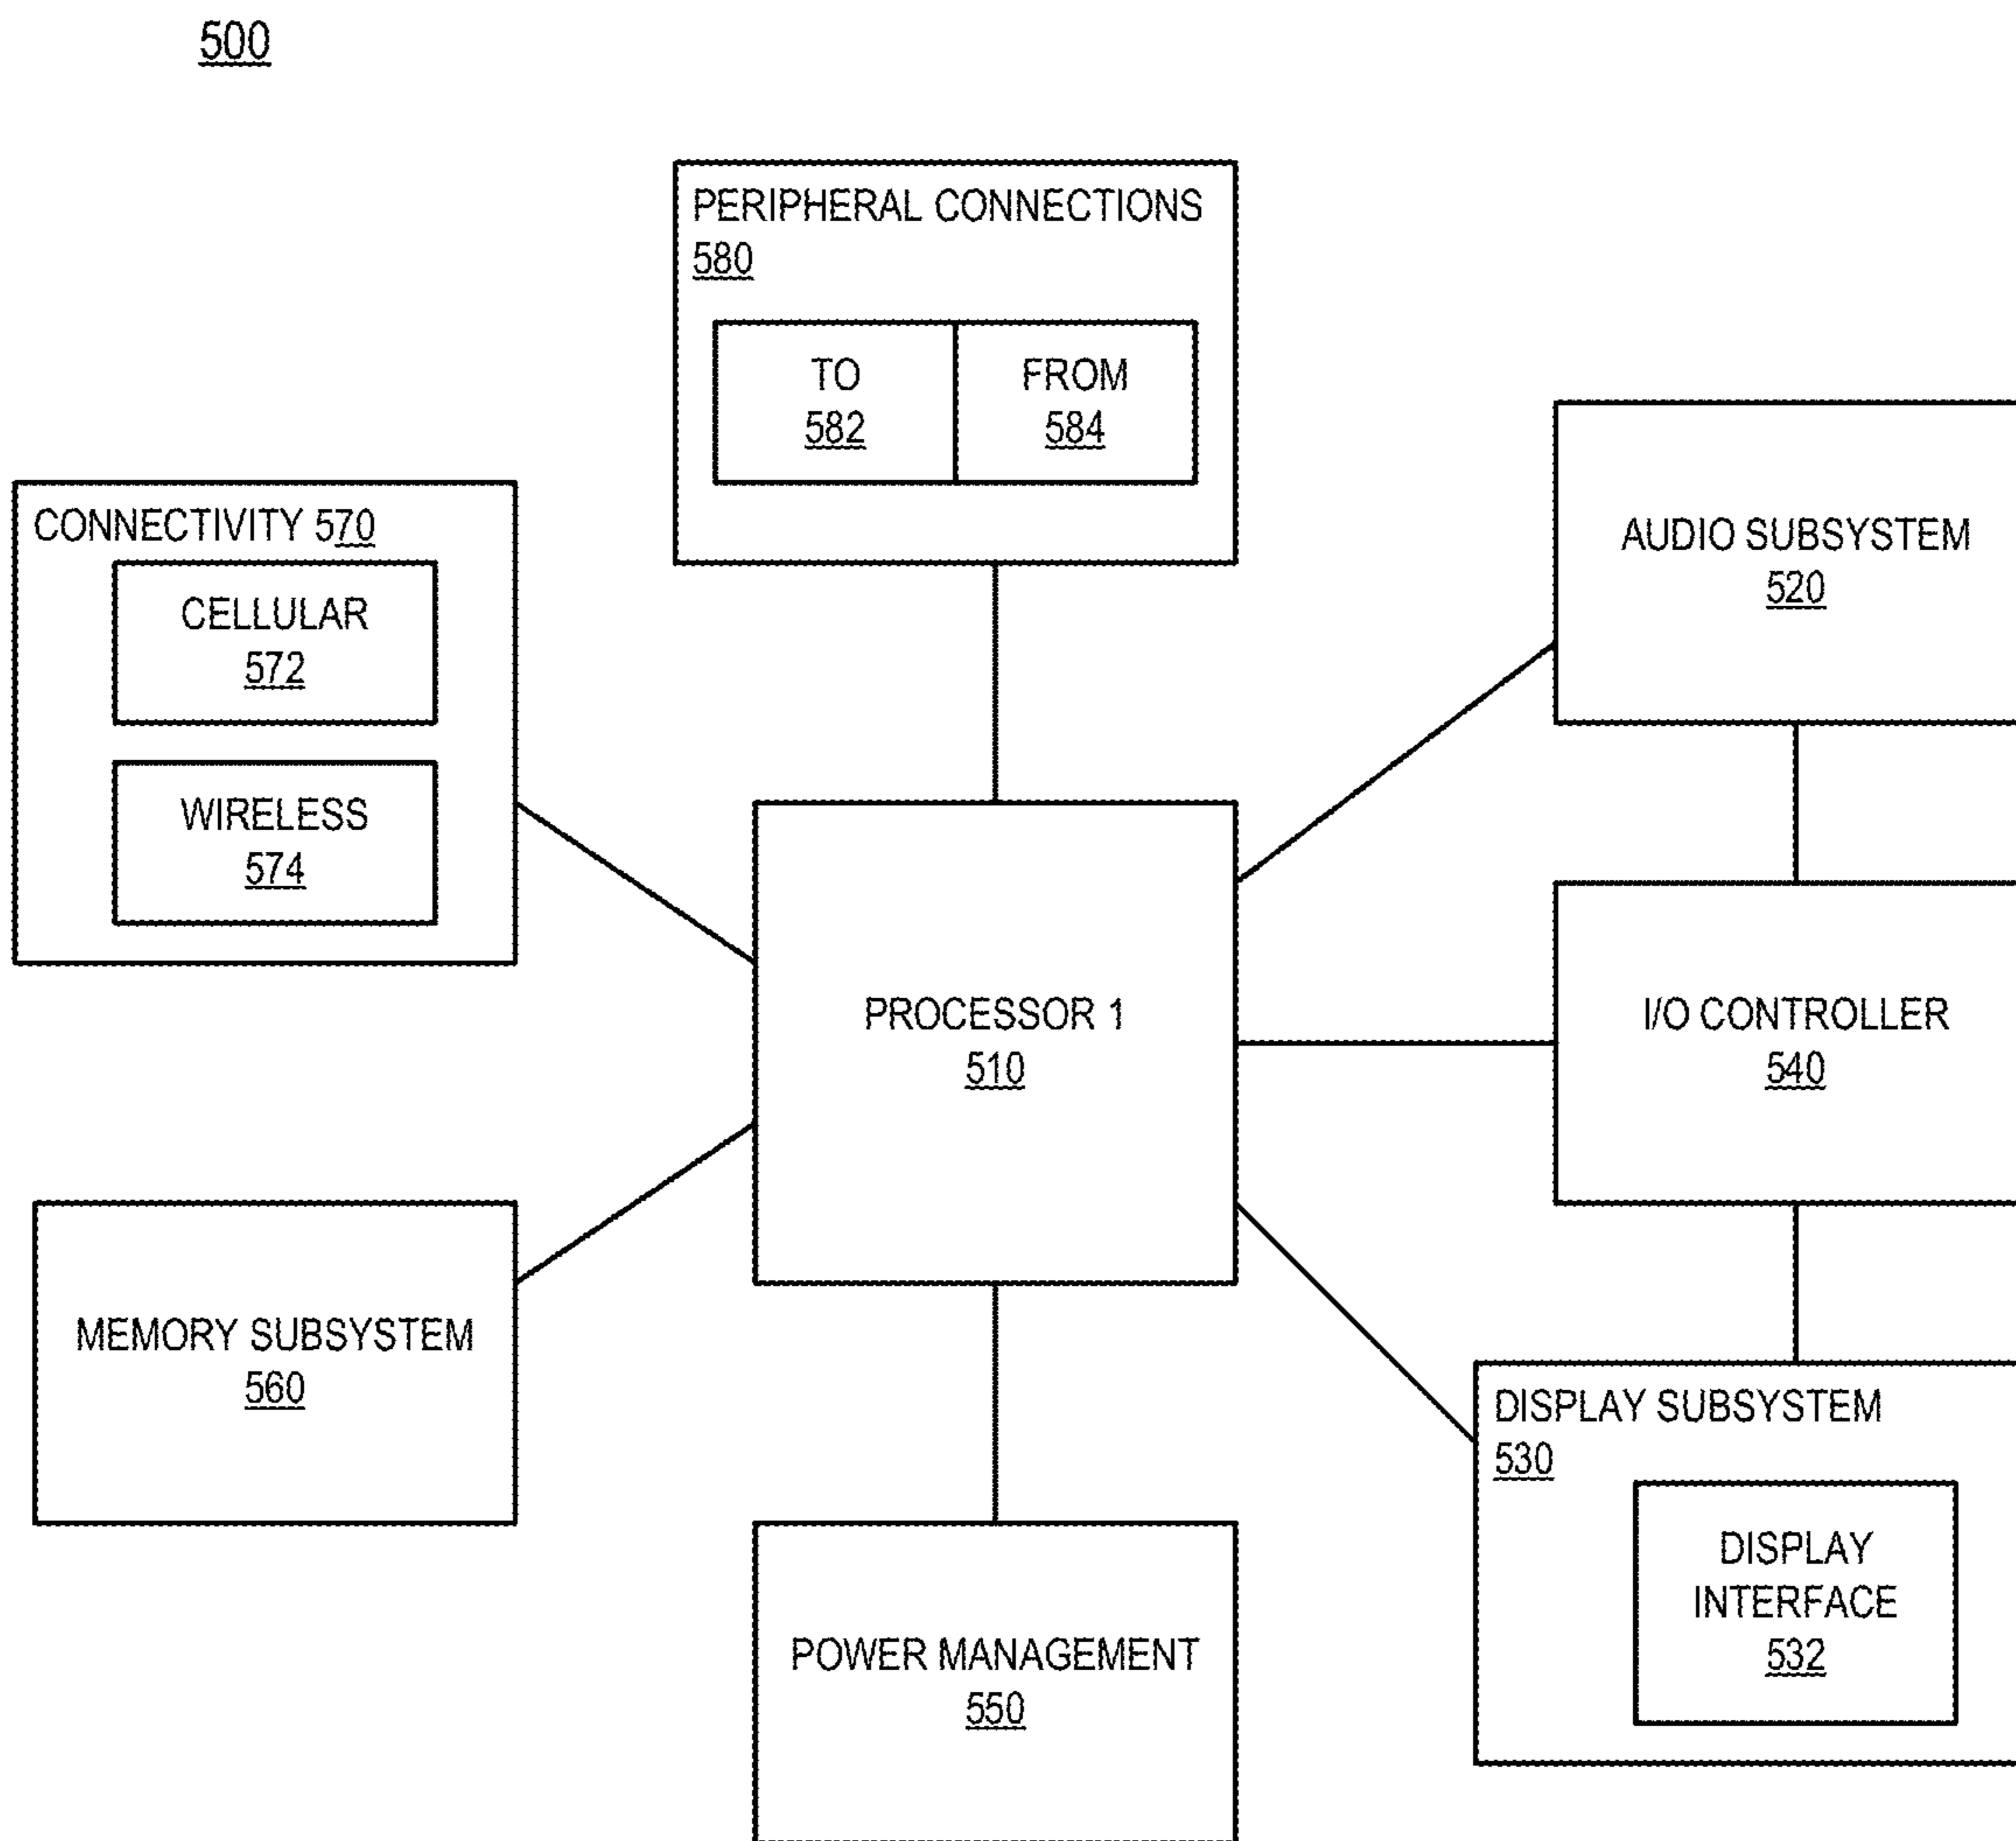 500
PERIPHERAL CONNECTIONS
580
TO
582
FROM
584
CONNECTIVITY 570
CELLULAR
572
WIRELESS
574
AUDIO SUBSYSTEM
520
PROCESSOR 1
510
I/O CONTROLLER
540
MEMORY SUBSYSTEM
560
DISPLAY SUBSYSTEM
530
DISPLAY
INTERFACE
532
POWER MANAGEMENT
550